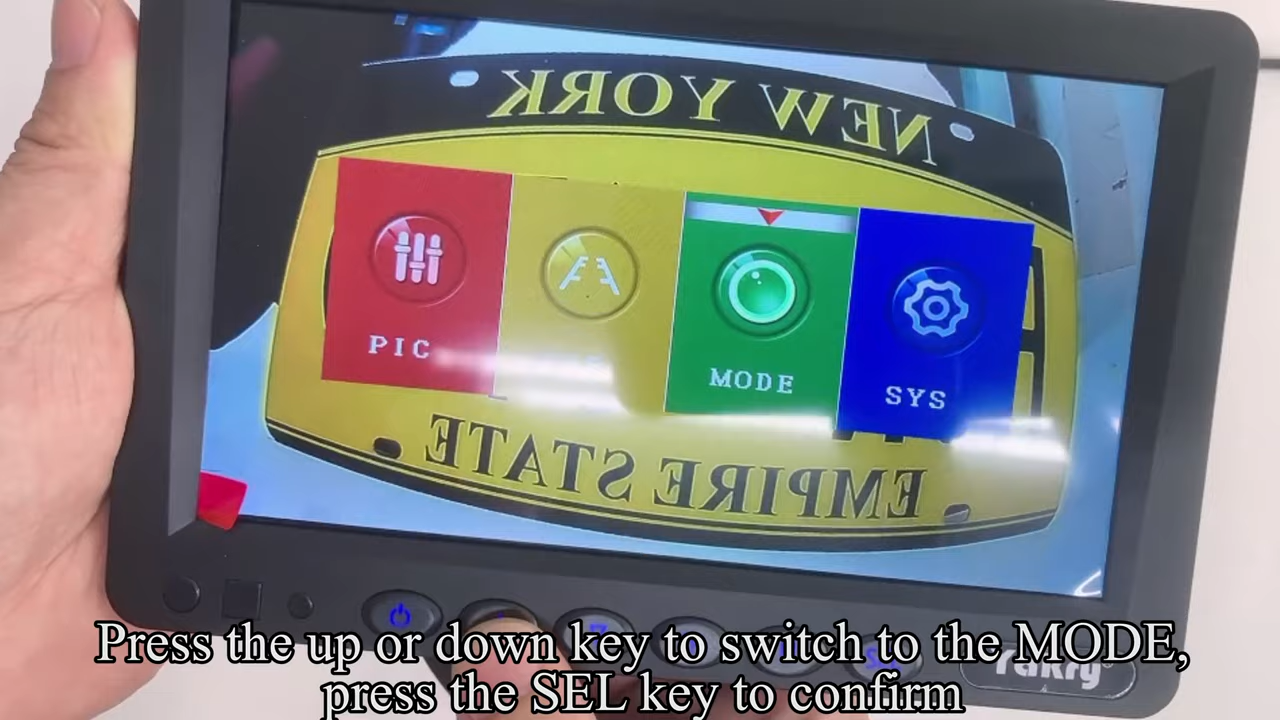 NEW YORK
PIC
MODE
SYS
EMPIRE STATE
Press the up or down key to switch to the MODE,
press the SEL key to confirm
rakry